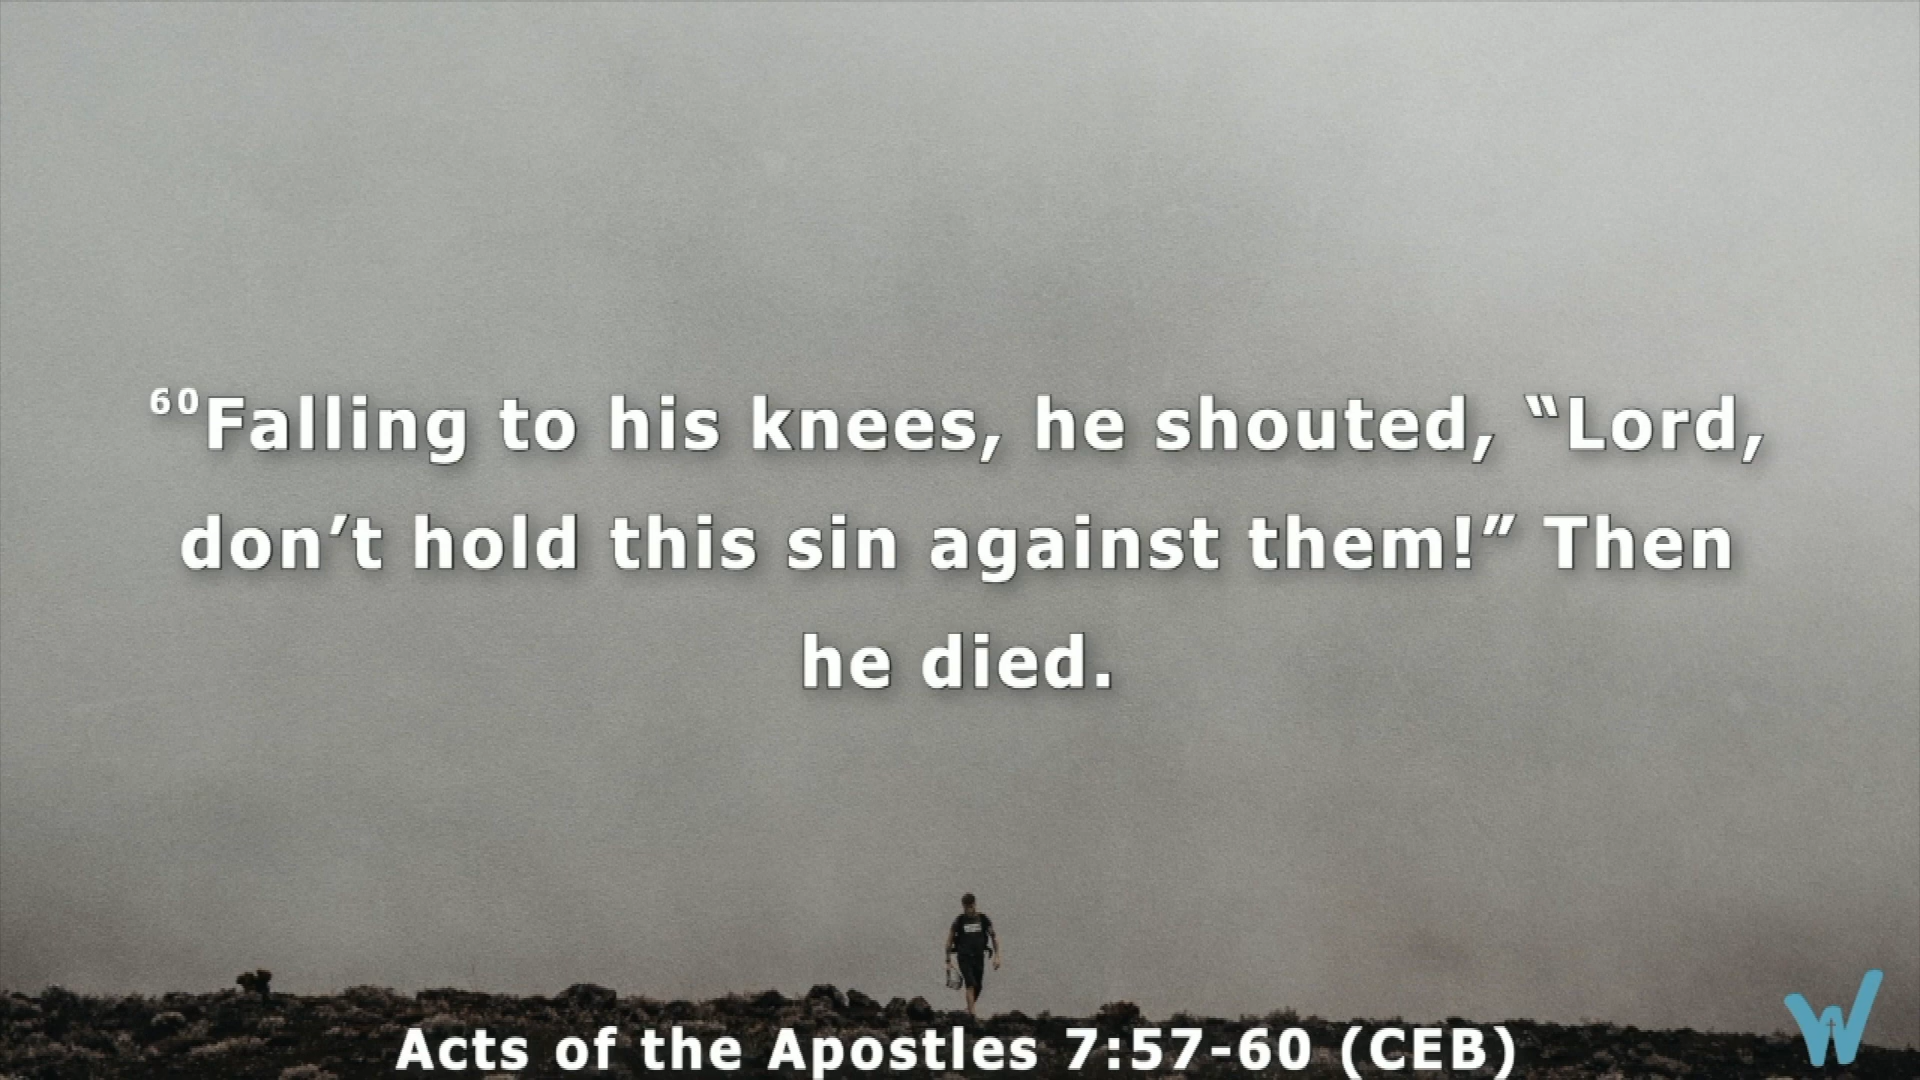 ⁶⁰Falling to his knees, he shouted, “Lord,
don’t hold this sin against them!” Then
he died.
Acts of the Apostles 7:57-60 (CEB)
W